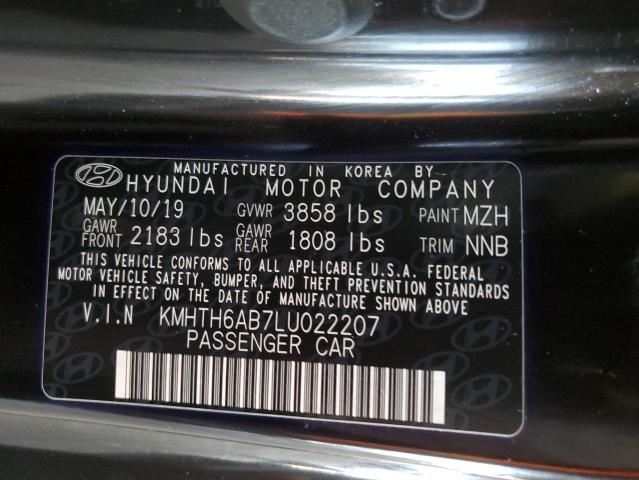 MANUFACTURED IN KOREA BY
HYUNDAI MOTOR COMPANY
MAY/10/19 GVWR 3858 lbs PAINT MZH
GAWR FRONT 2183 lbs GAWR REAR 1808 lbs TRIM NNB
THIS VEHICLE CONFORMS TO ALL APPLICABLE U.S.A. FEDERAL
MOTOR VEHICLE SAFETY, BUMPER, AND THEFT PREVENTION STANDARDS
IN EFFECT ON THE DATE OF MANUFACTURE SHOWN ABOVE
V.I.N KMHTH6AB7LU022207
PASSENGER CAR